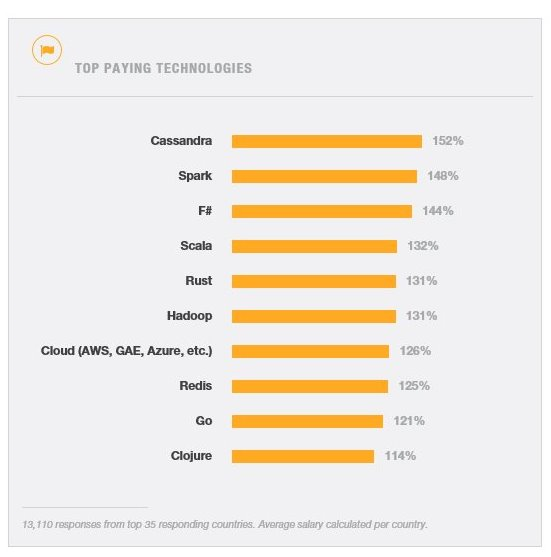 TOP PAYING TECHNOLOGIES
Cassandra 152%
Spark 148%
F# 144%
Scala 132%
Rust 131%
Hadoop 131%
Cloud (AWS, GAE, Azure, etc.) 126%
Redis 125%
Go 121%
Clojure 114%
13,110 responses from top 35 responding countries. Average salary calculated per country.